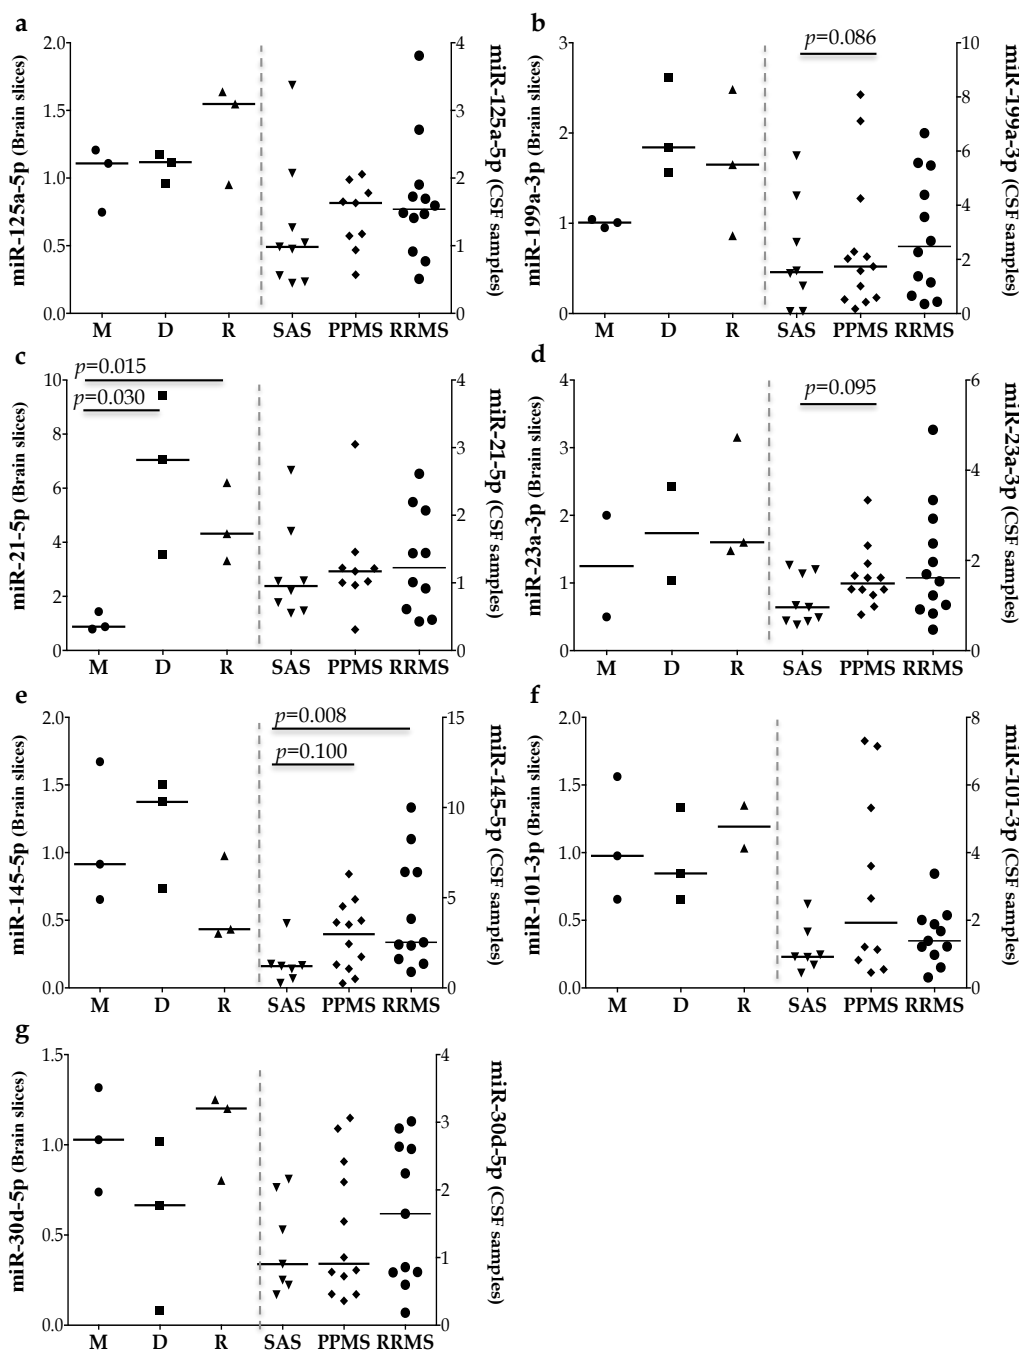 a
miR-125a-5p (Brain slices)
2.0
1.5
1.0
0.5
0.0
4
3
2
1
0
miR-125a-5p (CSF samples)
M D R SAS PPMS RRMS
b
miR-199a-3p (Brain slices)
3
2
1
0
p=0.086
10
8
6
4
2
0
miR-199a-3p (CSF samples)
M D R SAS PPMS RRMS
c
miR-21-5p (Brain slices)
10
8
6
4
2
0
p=0.015
p=0.030
4
3
2
1
0
miR-21-5p (CSF samples)
M D R SAS PPMS RRMS
d
miR-23a-3p (Brain slices)
4
3
2
1
0
p=0.095
6
4
2
0
miR-23a-3p (CSF samples)
M D R SAS PPMS RRMS
e
miR-145-5p (Brain slices)
2.0
1.5
1.0
0.5
0.0
p=0.008
p=0.100
15
10
5
0
miR-145-5p (CSF samples)
M D R SAS PPMS RRMS
f
miR-101-3p (Brain slices)
2.0
1.5
1.0
0.5
0.0
8
6
4
2
0
miR-101-3p (CSF samples)
M D R SAS PPMS RRMS
g
miR-30d-5p (Brain slices)
1.5
1.0
0.5
0.0
4
3
2
1
0
miR-30d-5p (CSF samples)
M D R SAS PPMS RRMS